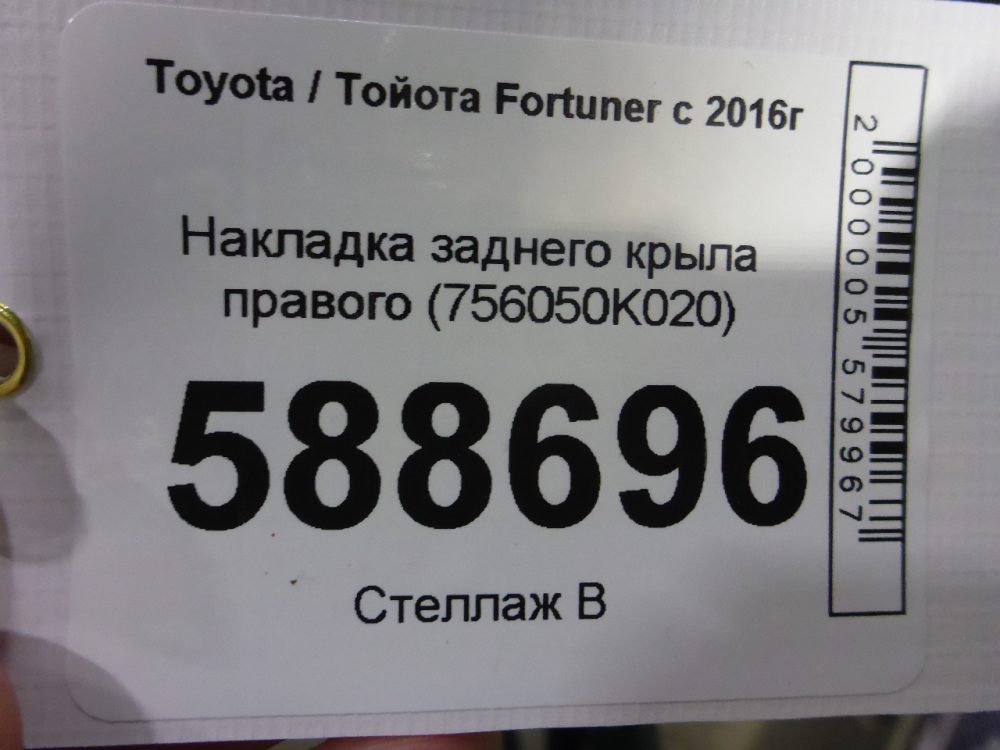 Toyota / Тойота Fortuner с 2016г
Накладка заднего крыла
правого (756050K020)
588696
Стеллаж В
2000005579967